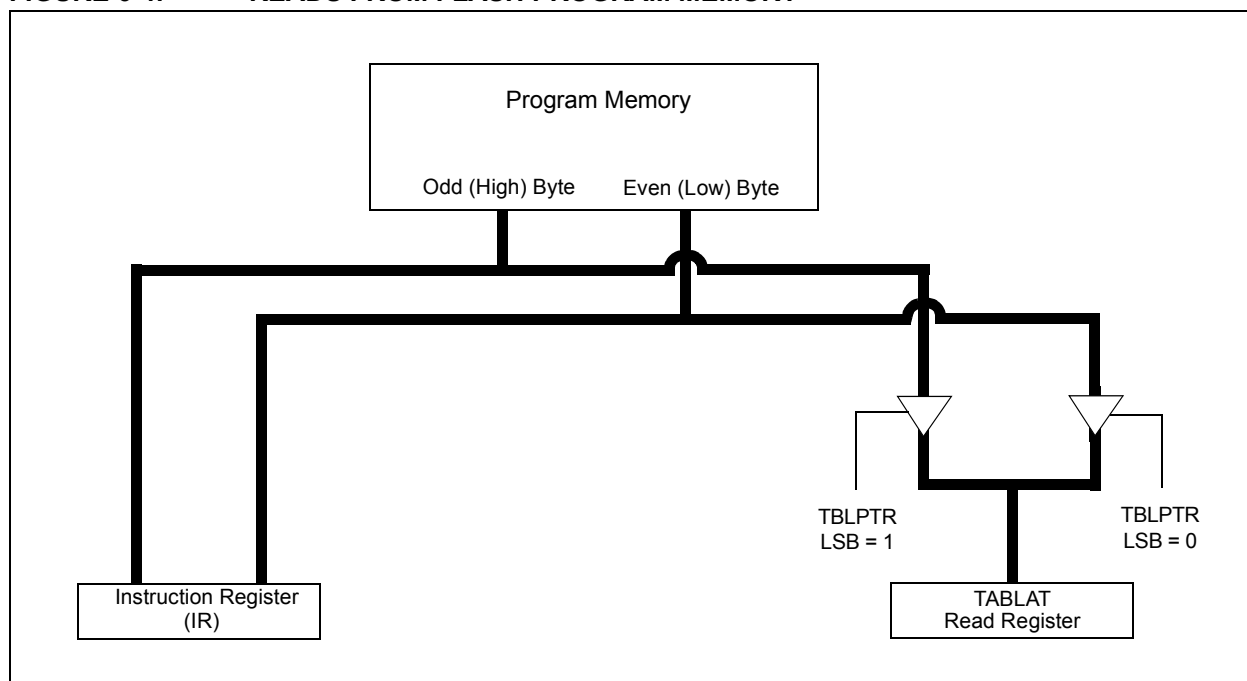 Program Memory
Odd (High) Byte Even (Low) Byte
TBLPTR
LSB = 1
TBLPTR
LSB = 0
Instruction Register
(IR)
TABLAT
Read Register